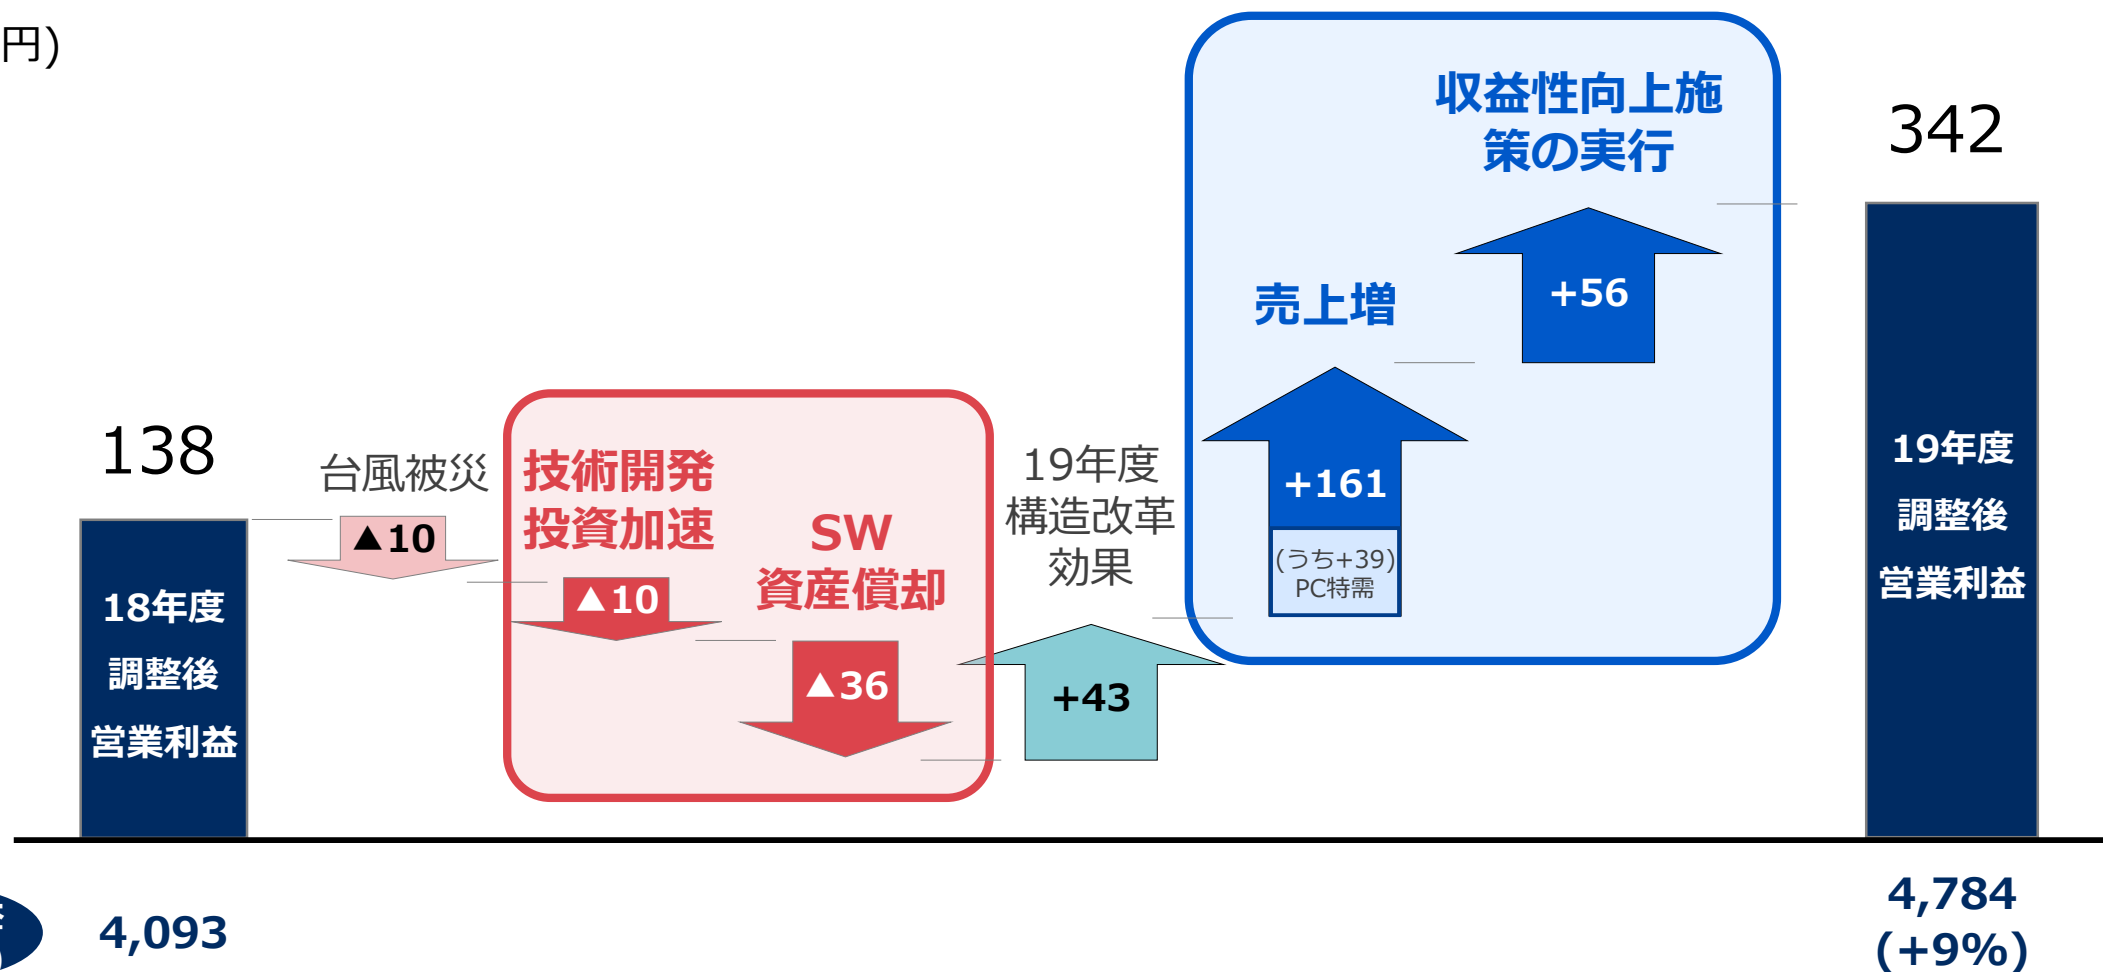 円)
138
18年度
調整後
営業利益
台風被災
▲10
技術開発
投資加速
▲10
SW
資産償却
▲36
19年度
構造改革
効果
+43
売上増
+161
(うち+39)
PC特需
収益性向上施
策の実行
+56
342
19年度
調整後
営業利益
4,093
4,784
(+9%)